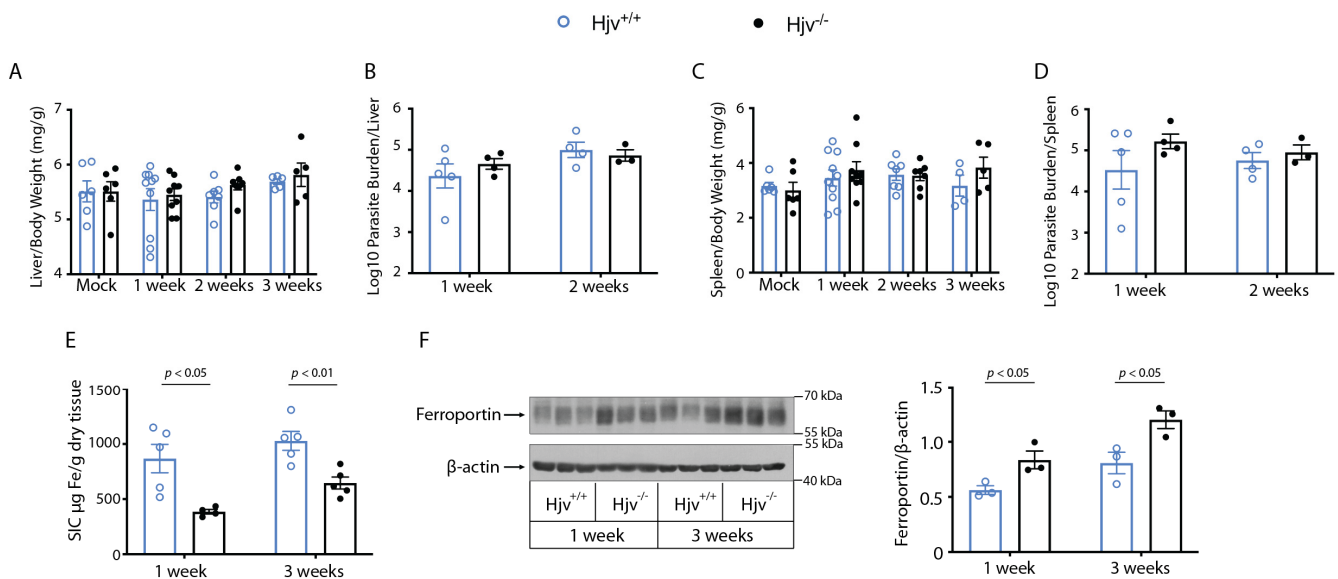 Hjv+/+ Hjv-/-
A
Liver/Body Weight (mg/g)
7
6
5
4
Mock 1 week 2 weeks 3 weeks
B
Log10 Parasite Burden/Liver
6
5
4
3
2
1 week 2 weeks
C
Spleen/Body Weight (mg/g)
6
4
2
0
Mock 1 week 2 weeks 3 weeks
D
Log10 Parasite Burden/Spleen
6
5
4
3
2
1 week 2 weeks
E
SIC µg Fe/g dry tissue
1500
1000
500
0
p < 0.05 p < 0.01
1 week 3 weeks
F
Ferroportin
β-actin
70 kDa
55 kDa
55 kDa
40 kDa
Hjv+/+ Hjv-/- Hjv+/+ Hjv-/-
1 week 3 weeks
Ferroportin/β-actin
1.5
1.0
0.5
0
p < 0.05 p < 0.05
1 week 3 weeks